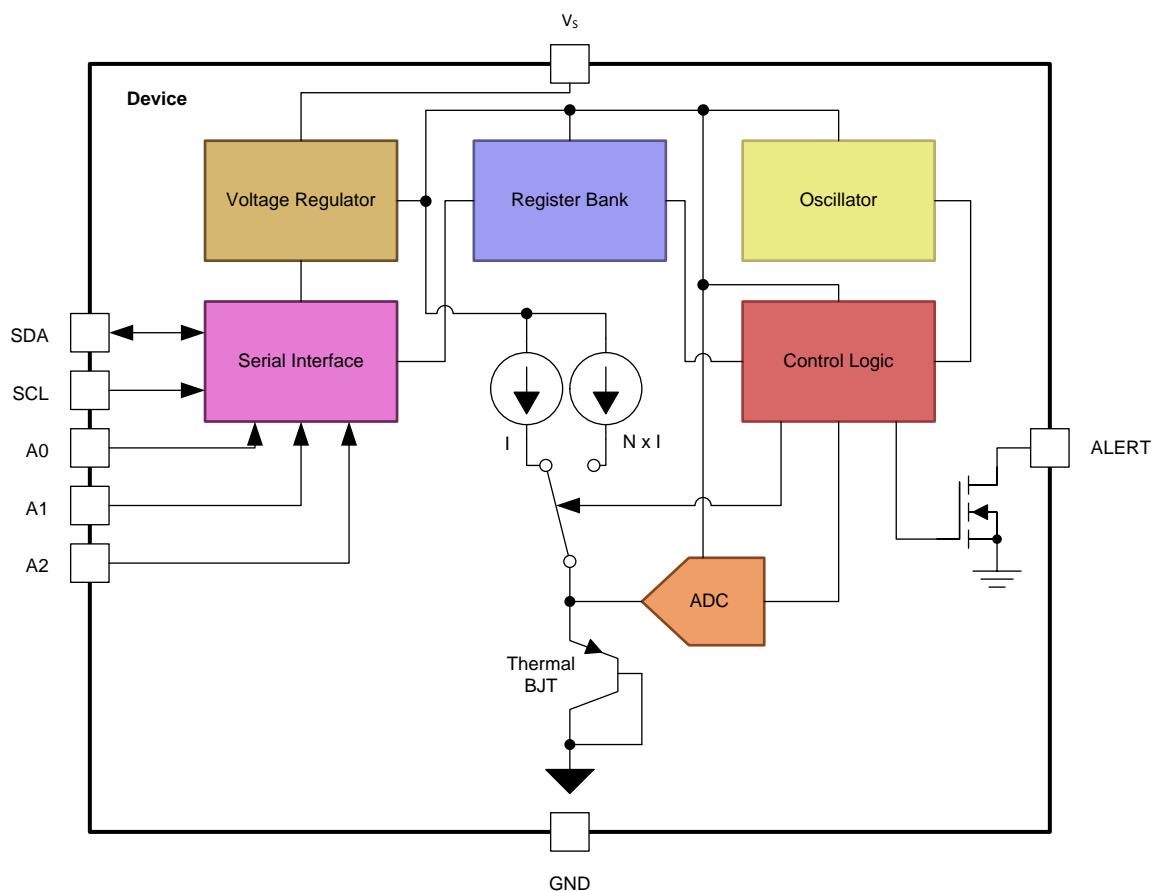 VS
Device
Voltage Regulator
Register Bank
Oscillator
SDA
Serial Interface
Control Logic
SCL
I
N x I
A0
ALERT
A1
A2
ADC
Thermal
BJT
GND